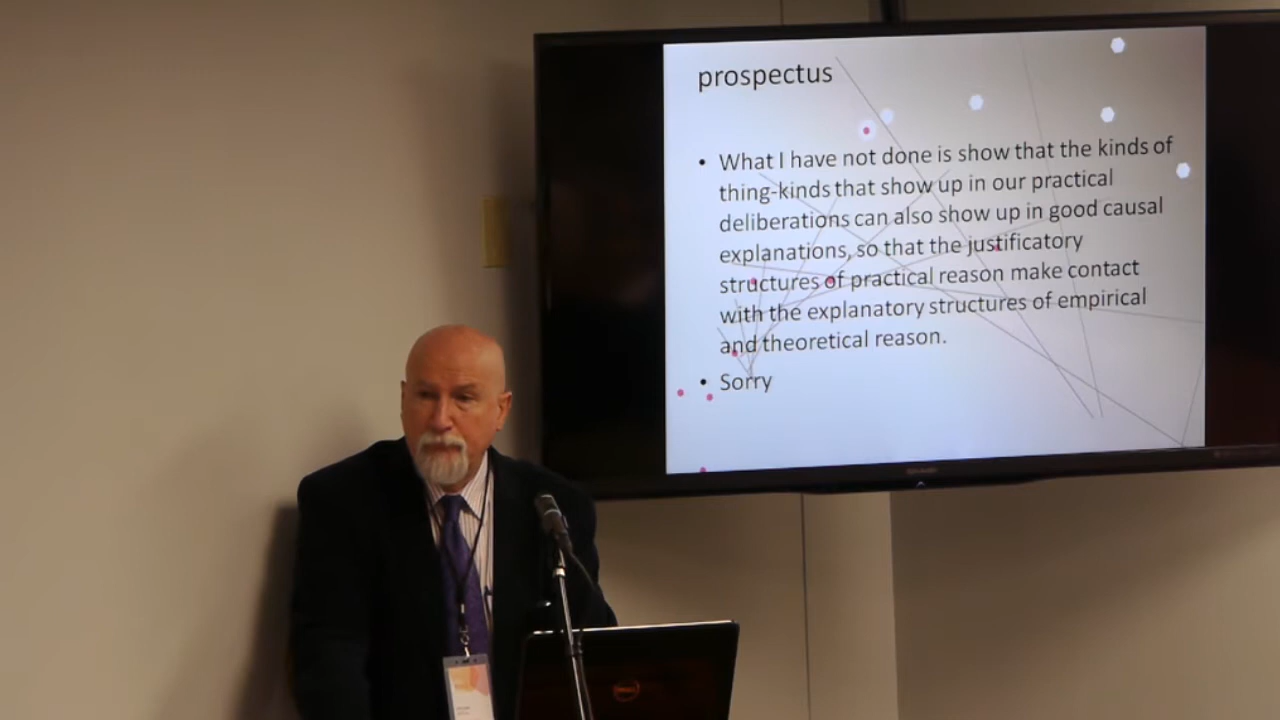 prospectus
• What I have not done is show that the kinds of
thing-kinds that show up in our practical
deliberations can also show up in good causal
explanations, so that the justificatory
structures of practical reason make contact
with the explanatory structures of empirical
and theoretical reason.
• Sorry
SHARP
DELL